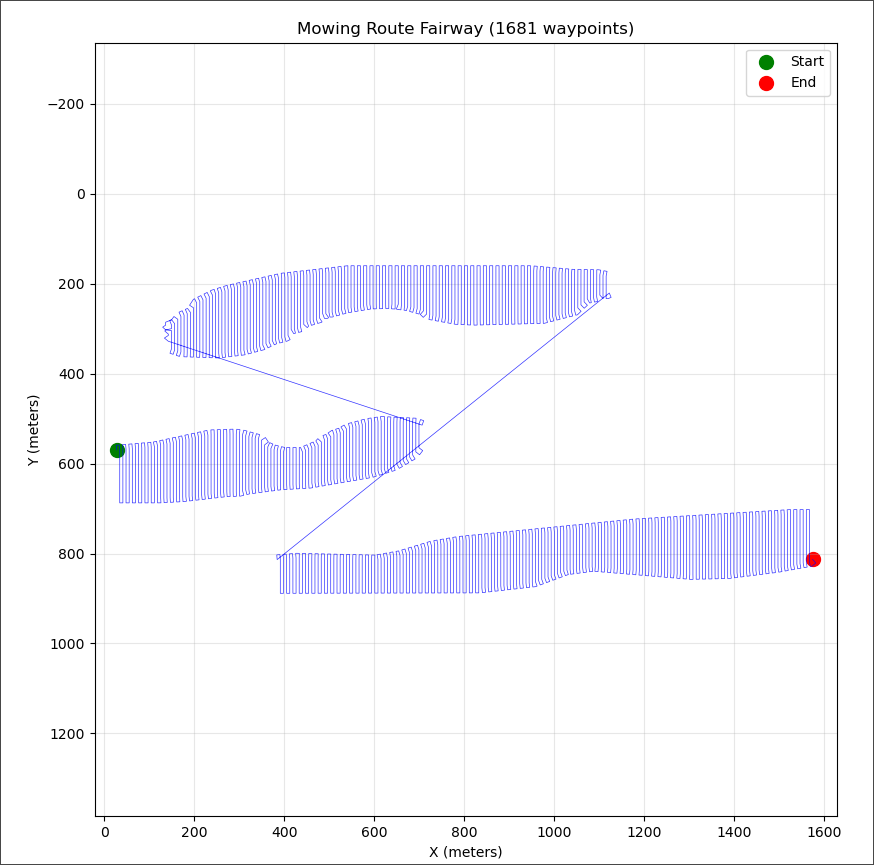 Mowing Route Fairway (1681 waypoints)
Start
End
−200
0
200
400
600
800
1000
1200
Y (meters)
0 200 400 600 800 1000 1200 1400 1600
X (meters)